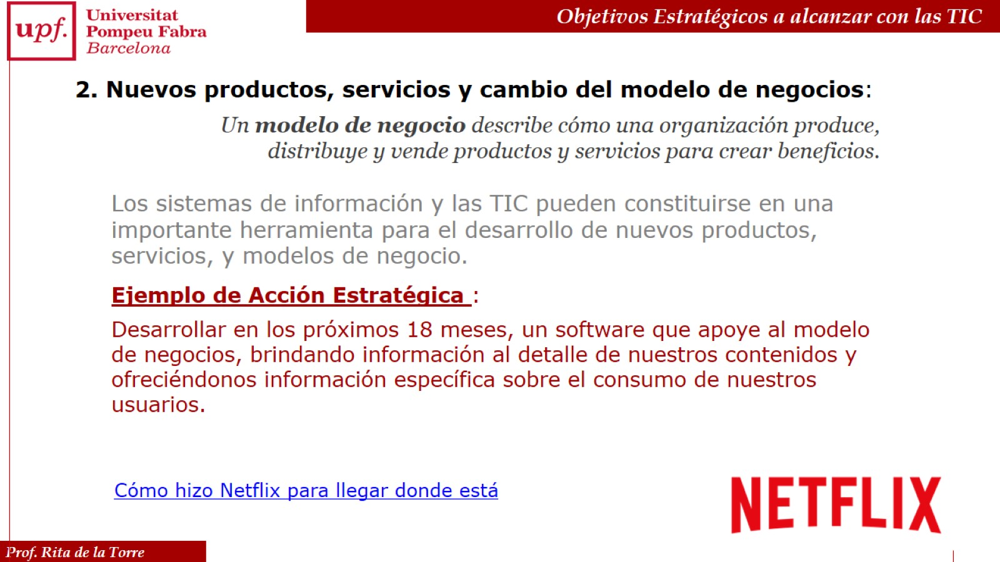 upf.
Universitat
Pompeu Fabra
Barcelona
Objetivos Estratégicos a alcanzar con las TIC
2. Nuevos productos, servicios y cambio del modelo de negocios:
Un modelo de negocio describe cómo una organización produce,
distribuye y vende productos y servicios para crear beneficios.
Los sistemas de información y las TIC pueden constituirse en una
importante herramienta para el desarrollo de nuevos productos,
servicios, y modelos de negocio.
Ejemplo de Acción Estratégica :
Desarrollar en los próximos 18 meses, un software que apoye al modelo
de negocios, brindando información al detalle de nuestros contenidos y
ofreciéndonos información específica sobre el consumo de nuestros
usuarios.
Cómo hizo Netflix para llegar donde está
NETFLIX
Prof. Rita de la Torre